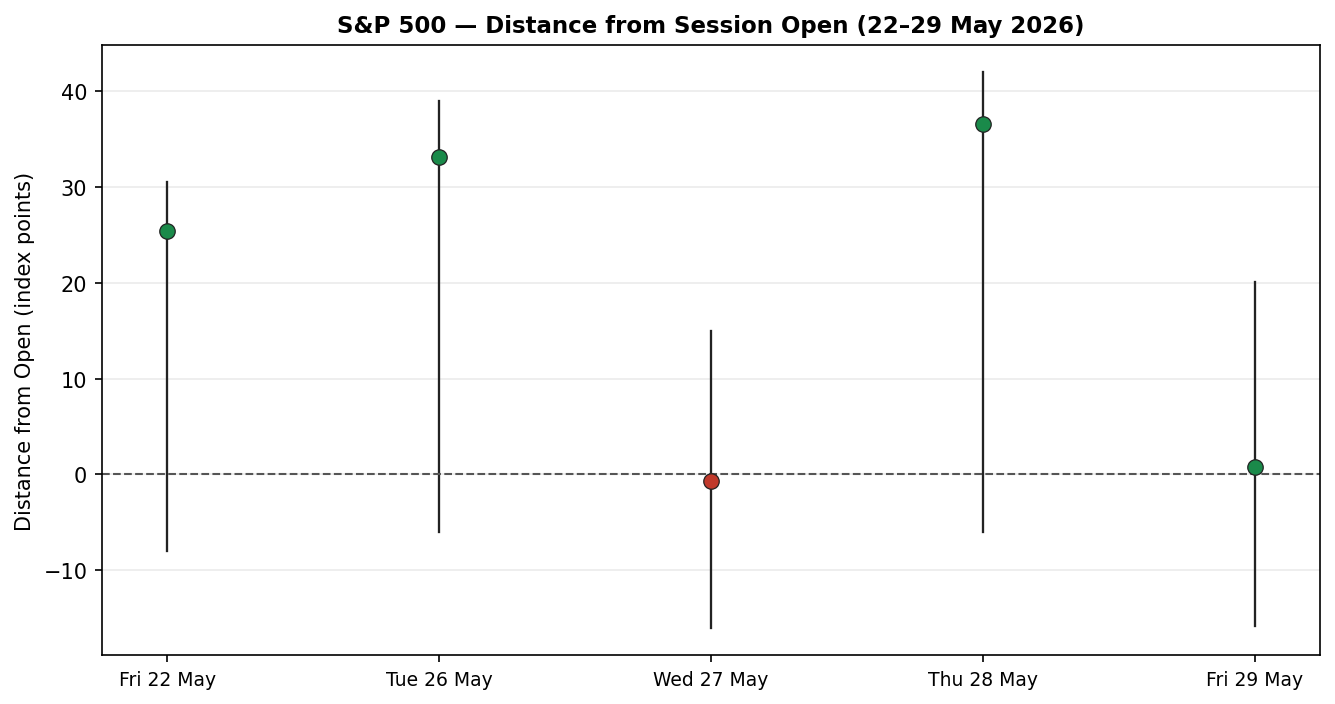 S&P 500 — Distance from Session Open (22–29 May 2026)
Distance from Open (index points)
40
30
20
10
0
−10
Fri 22 May
Tue 26 May
Wed 27 May
Thu 28 May
Fri 29 May